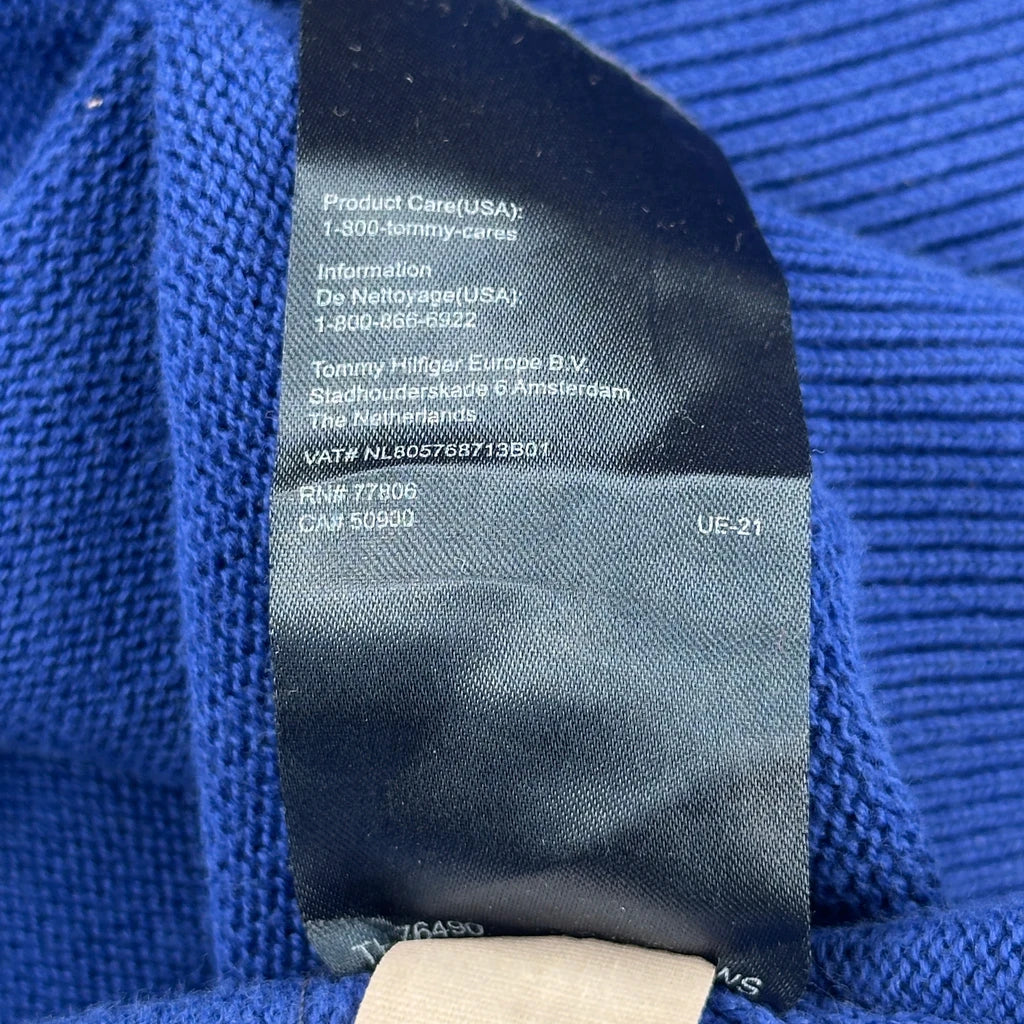 Product Care(USA):
1-800-tommy-cares
Information
De Nettoyage(USA):
1-800-866-6922
Tommy Hilfiger Europe B.V.
Stadhouderskade 6 Amsterdam,
The Netherlands
VAT# NL805768713B01
RN# 77806
CA# 50900
UE-21